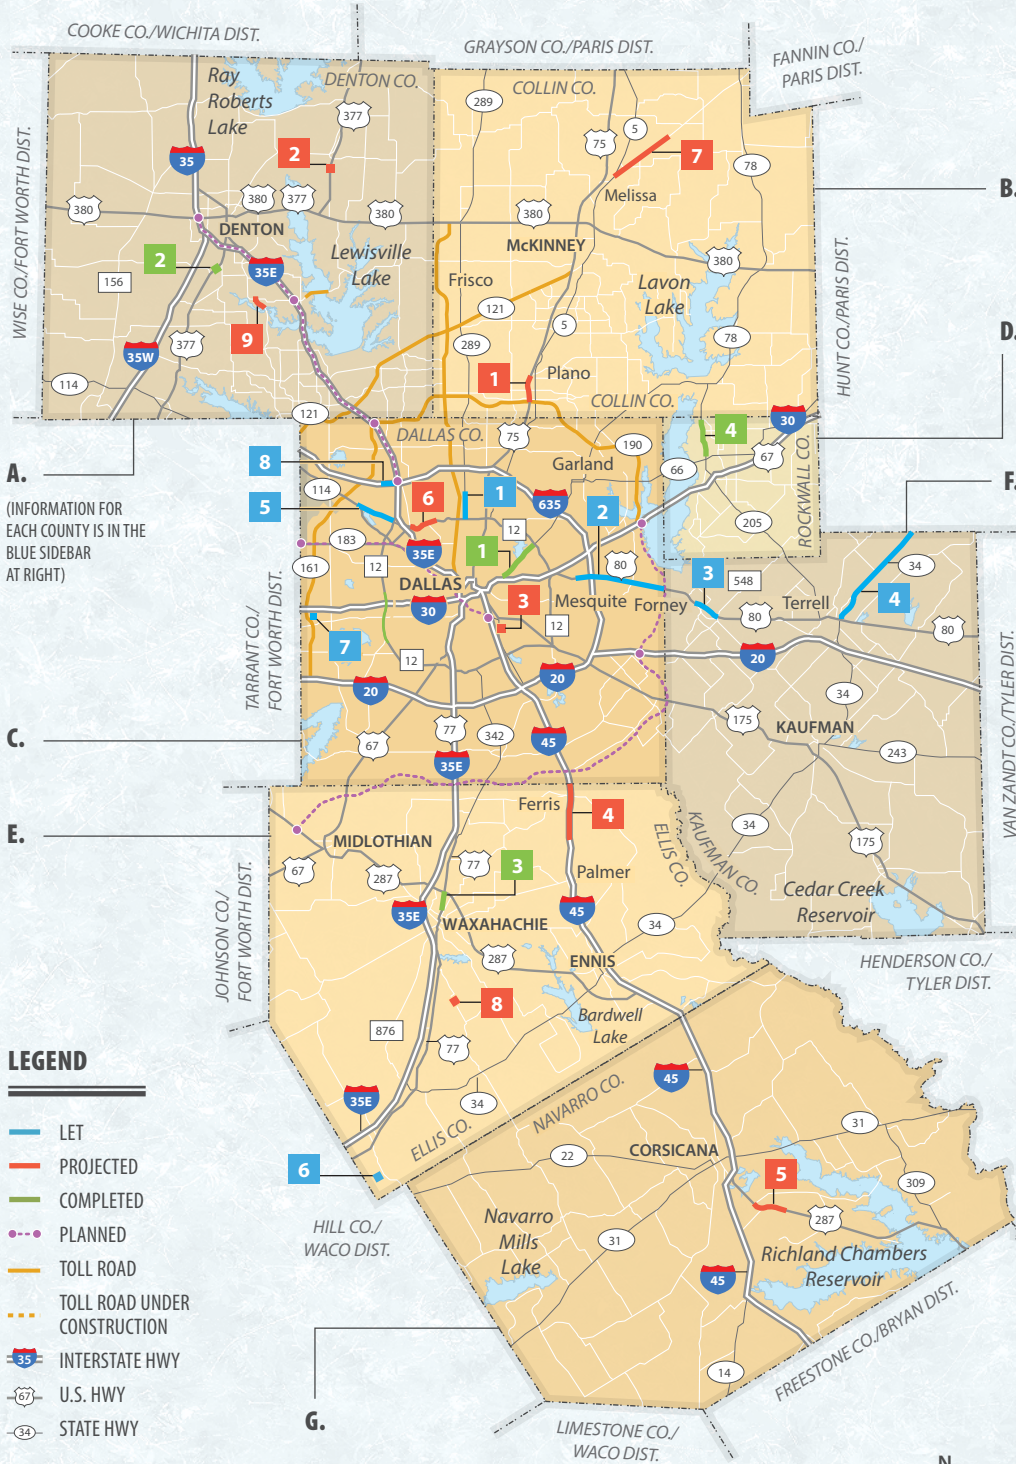 COOKE CO./WICHITA DIST.
GRAYSON CO./PARIS DIST.
FANNIN CO./
PARIS DIST.
WISE CO./FORT WORTH DIST.
Ray
Roberts
Lake
DENTON CO.
377
35
2
380
380
377
380
DENTON
Lewisville
Lake
2
35E
156
9
35W
377
114
121
COLLIN CO.
289
75
5
7
78
Melissa
380
McKINNEY
380
Frisco
Lavon
Lake
121
5
289
78
1
Plano
COLLIN CO.
HUNT CO./PARIS DIST.
B.
D.
F.
A.
(INFORMATION FOR
EACH COUNTY IS IN THE
BLUE SIDEBAR
AT RIGHT)
DALLAS CO.
75
190
Garland
4
30
67
66
205
ROCKWALL CO.
8
114
5
6
1
635
2
12
183
35E
1
161
12
DALLAS
80
30
3
Mesquite
Forney
12
7
12
20
20
TARRANT CO./
FORT WORTH DIST.
C.
67
77
342
45
35E
3
548
34
4
Terrell
80
80
20
34
175
KAUFMAN
243
34
175
VAN ZANDT CO./TYLER DIST.
KAUFMAN CO.
Cedar Creek
Reservoir
HENDERSON CO./
TYLER DIST.
E.
JOHNSON CO./
FORT WORTH DIST.
Ferris
4
MIDLOTHIAN
ELLIS CO.
67
287
77
3
Palmer
35E
45
WAXAHACHIE
34
287
ENNIS
8
Bardwell
Lake
876
77
35E
34
ELLIS CO.
6
HILL CO./
WACO DIST.
NAVARRO CO.
45
CORSICANA
31
22
5
309
287
Navarro
Mills
Lake
31
Richland Chambers
Reservoir
45
14
FREESTONE CO./BRYAN DIST.
LIMESTONE CO./
WACO DIST.
G.
N
LEGEND
LET
PROJECTED
COMPLETED
PLANNED
TOLL ROAD
TOLL ROAD UNDER
CONSTRUCTION
35 INTERSTATE HWY
67 U.S. HWY
34 STATE HWY